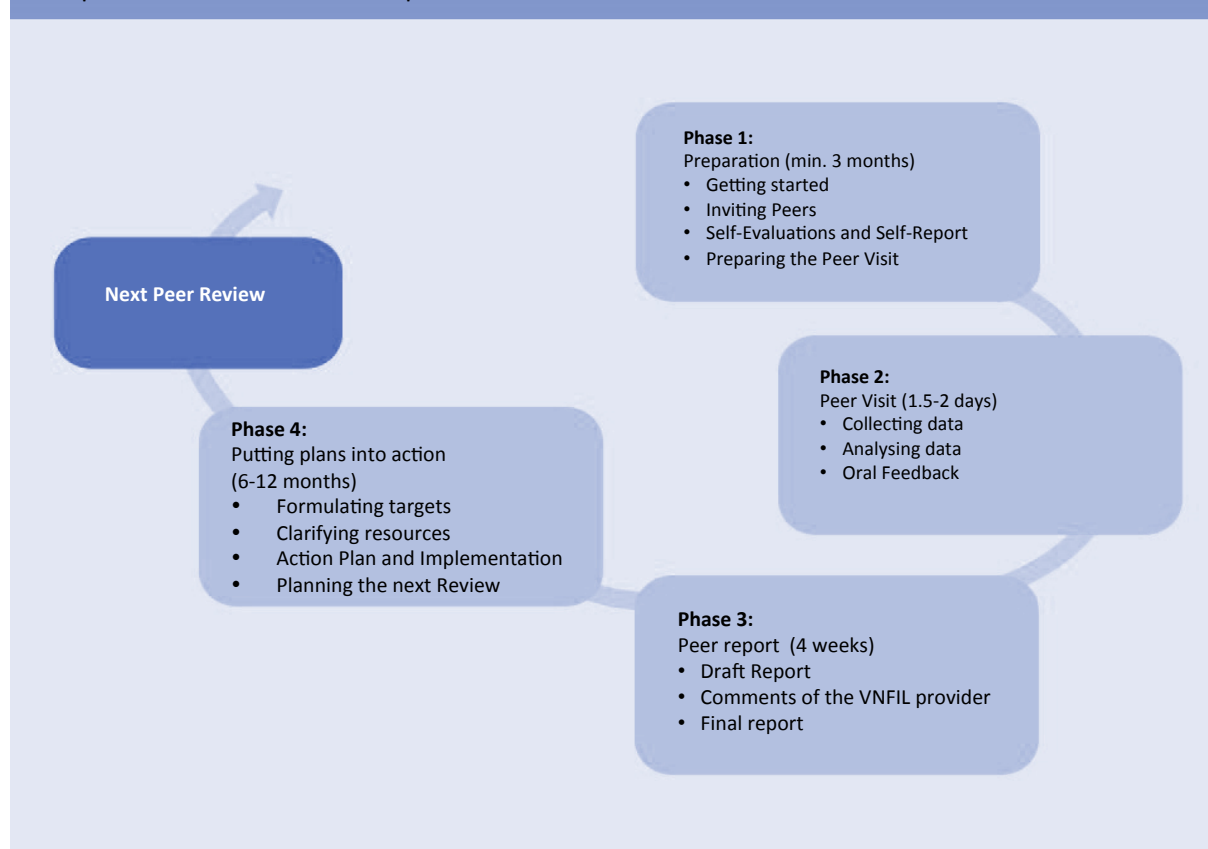 Phase 1:
Preparation (min. 3 months)
• Getting started
• Inviting Peers
• Self-Evaluations and Self-Report
• Preparing the Peer Visit
Phase 2:
Peer Visit (1.5-2 days)
• Collecting data
• Analysing data
• Oral Feedback
Phase 3:
Peer report (4 weeks)
• Draft Report
• Comments of the VNFIL provider
• Final report
Phase 4:
Putting plans into action
(6-12 months)
• Formulating targets
• Clarifying resources
• Action Plan and Implementation
• Planning the next Review
Next Peer Review